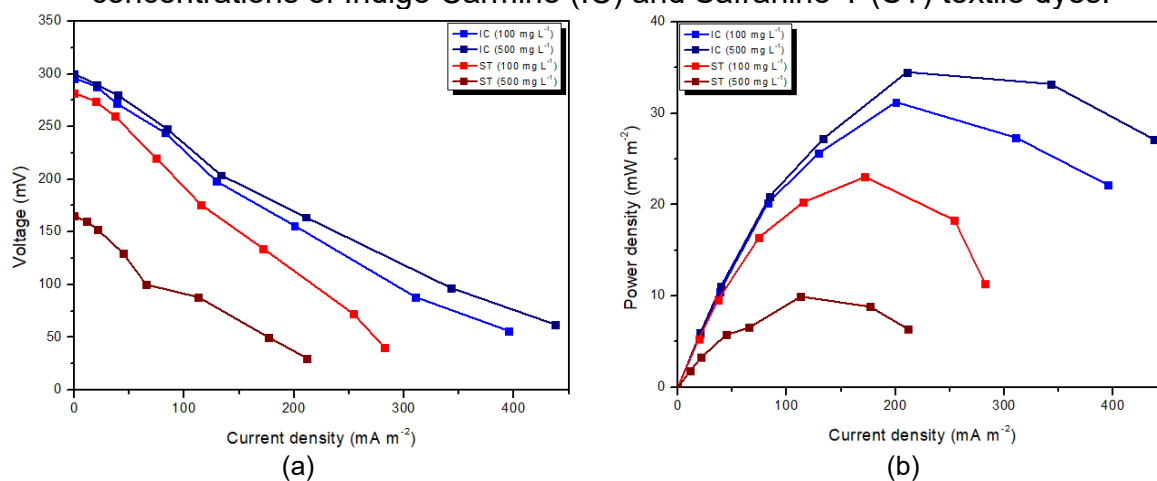 concentrations of Indigo Carmine (IC) and Safranine T (ST) textile dyes.
350
300
250
200
150
100
50
0
Voltage (mV)
0 100 200 300 400
Current density (mA m⁻²)
IC (100 mg L⁻¹)
IC (500 mg L⁻¹)
ST (100 mg L⁻¹)
ST (500 mg L⁻¹)
(a)
40
30
20
10
0
Power density (mW m⁻²)
0 100 200 300 400
Current density (mA m⁻²)
IC (100 mg L⁻¹)
IC (500 mg L⁻¹)
ST (100 mg L⁻¹)
ST (500 mg L⁻¹)
(b)